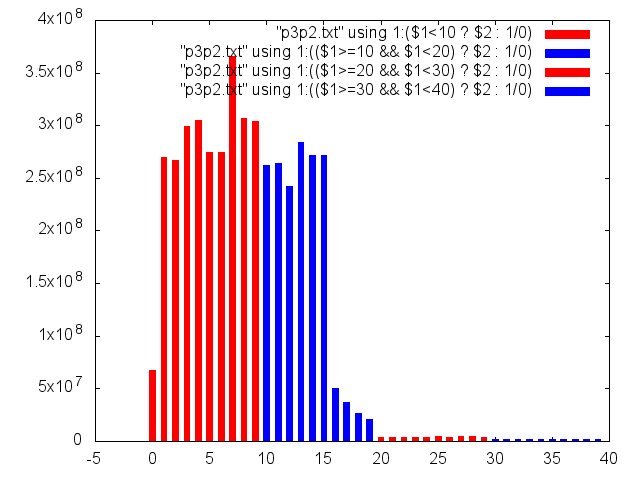 4x10^8
3.5x10^8
3x10^8
2.5x10^8
2x10^8
1.5x10^8
1x10^8
5x10^7
0
"p3p2.txt" using 1:($1<10 ? $2 : 1/0)
"p3p2.txt" using 1:(($1>=10 && $1<20) ? $2 : 1/0)
"p3p2.txt" using 1:(($1>=20 && $1<30) ? $2 : 1/0)
"p3p2.txt" using 1:(($1>=30 && $1<40) ? $2 : 1/0)
-5 0 5 10 15 20 25 30 35 40